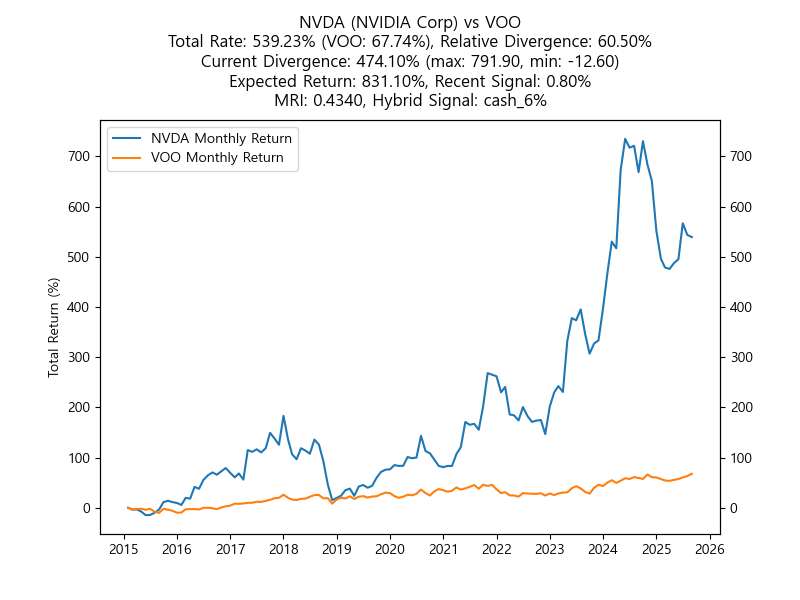 NVDA (NVIDIA Corp) vs VOO
Total Rate: 539.23% (VOO: 67.74%), Relative Divergence: 60.50%
Current Divergence: 474.10% (max: 791.90, min: -12.60)
Expected Return: 831.10%, Recent Signal: 0.80%
MRI: 0.4340, Hybrid Signal: cash_6%
NVDA Monthly Return
VOO Monthly Return
Total Return (%)
700 700
600 600
500 500
400 400
300 300
200 200
100 100
0 0
2015 2016 2017 2018 2019 2020 2021 2022 2023 2024 2025 2026